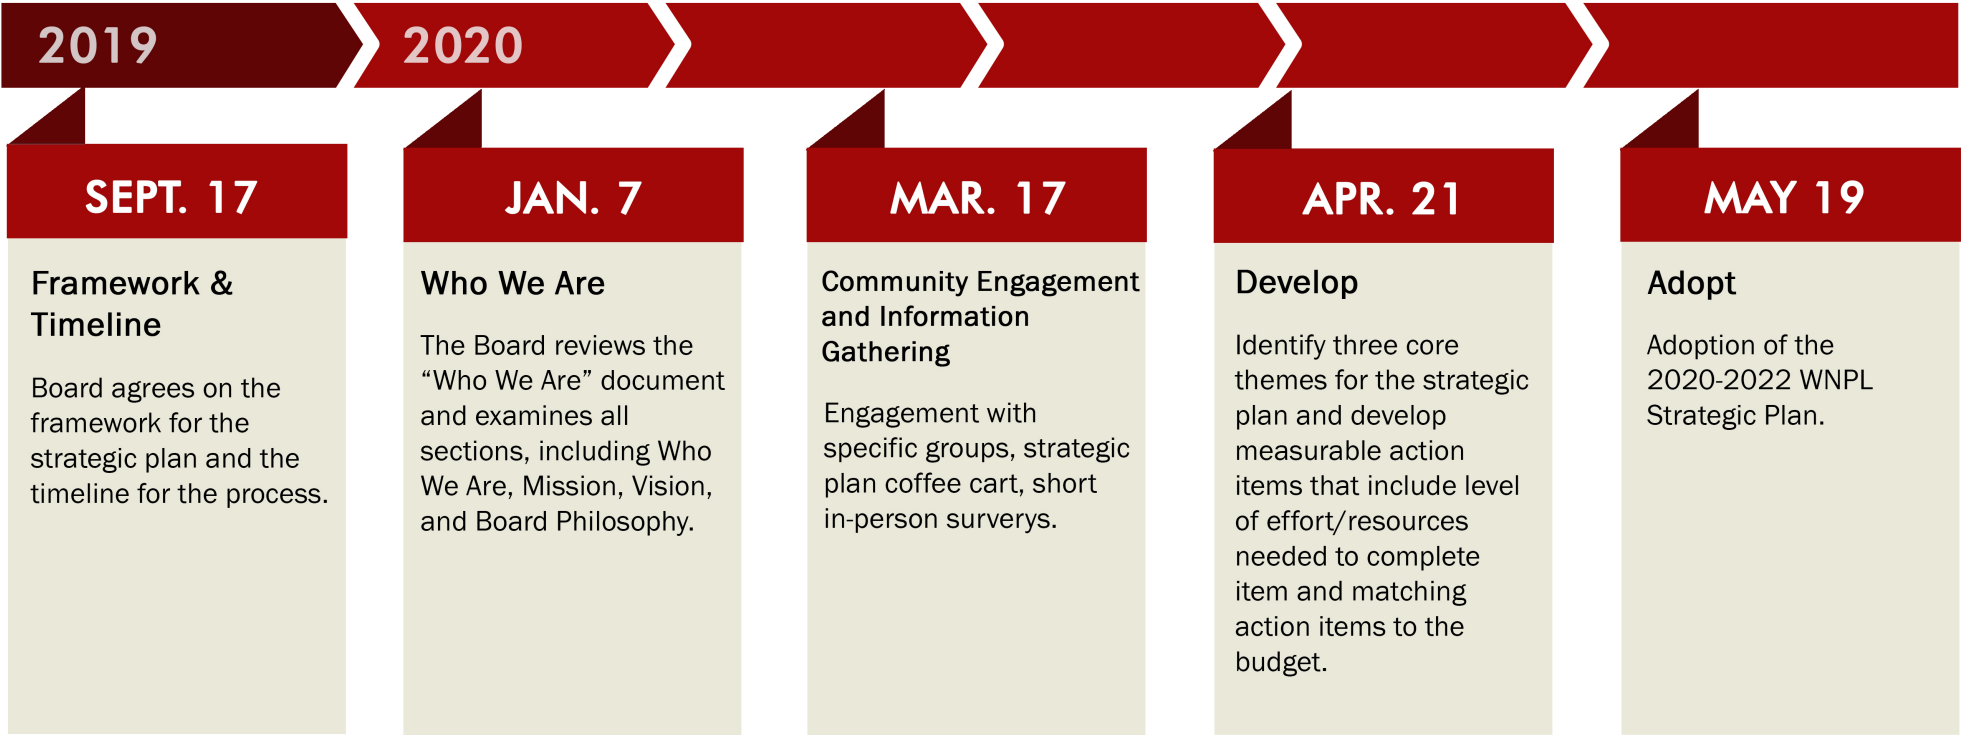 2019
2020
SEPT. 17
Framework &
Timeline
Board agrees on the
framework for the
strategic plan and the
timeline for the process.
JAN. 7
Who We Are
The Board reviews the
“Who We Are” document
and examines all
sections, including Who
We Are, Mission, Vision,
and Board Philosophy.
MAR. 17
Community Engagement
and Information
Gathering
Engagement with
specific groups, strategic
plan coffee cart, short
in-person surverys.
APR. 21
Develop
Identify three core
themes for the strategic
plan and develop
measurable action
items that include level
of effort/resources
needed to complete
item and matching
action items to the
budget.
MAY 19
Adopt
Adoption of the
2020-2022 WNPL
Strategic Plan.